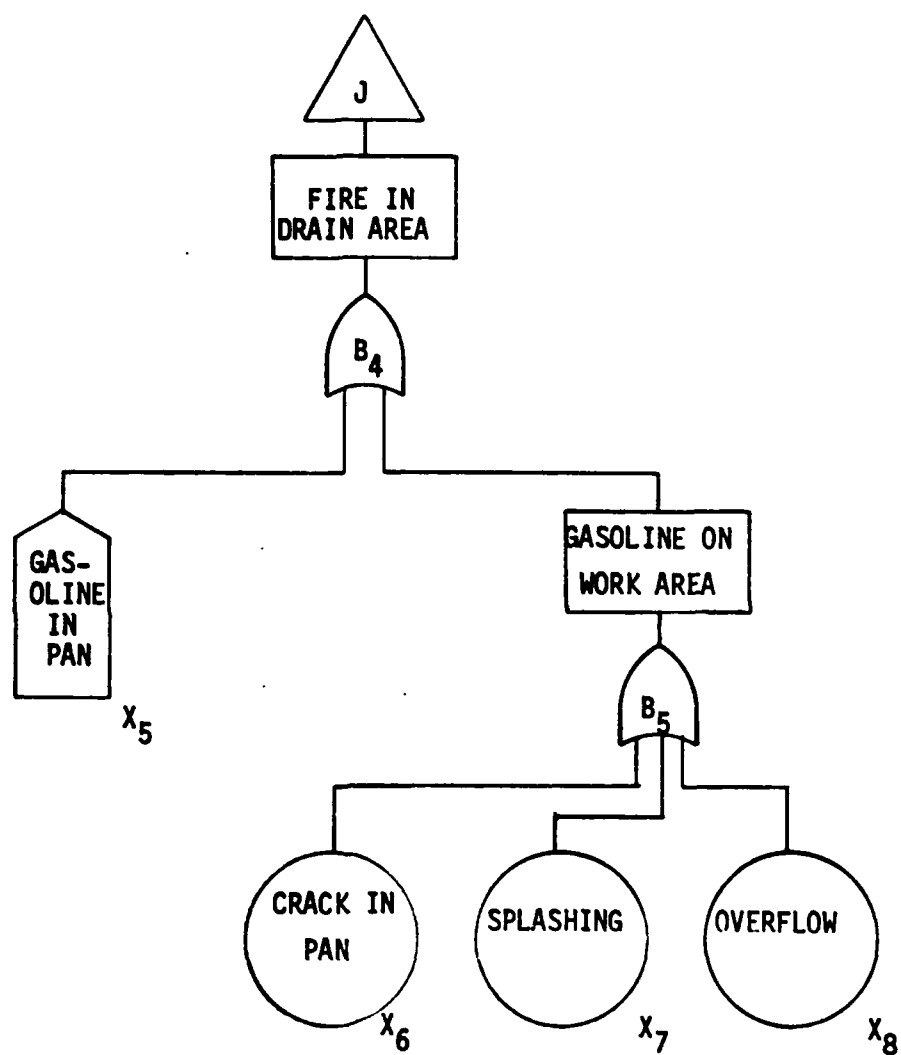 J
FIRE IN
DRAIN AREA
B4
GAS-
OLINE
IN
PAN
X5
GASOLINE ON
WORK AREA
B5
CRACK IN
PAN
X6
SPLASHING
X7
OVERFLOW
X8